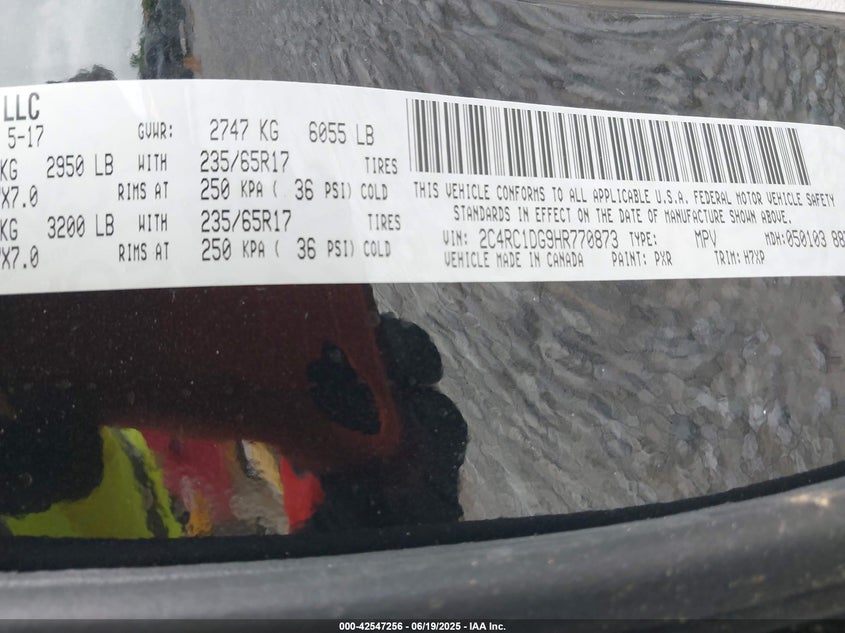 LLC
5-17 GVWR: 2747 KG 6055 LB
KG 2950 LB WITH 235/65R17 TIRES
X7.0 RIMS AT 250 KPA ( 36 PSI) COLD
KG 3200 LB WITH 235/65R17 TIRES
X7.0 RIMS AT 250 KPA ( 36 PSI) COLD
THIS VEHICLE CONFORMS TO ALL APPLICABLE U.S.A. FEDERAL MOTOR VEHICLE SAFETY
STANDARDS IN EFFECT ON THE DATE OF MANUFACTURE SHOWN ABOVE.
VIN: 2C4RC1DG9HR770873 TYPE: MPV MDH:050103 88
VEHICLE MADE IN CANADA PAINT: PXR TRIM: H7XP
000-42547256 - 06/19/2025 - IAA Inc.